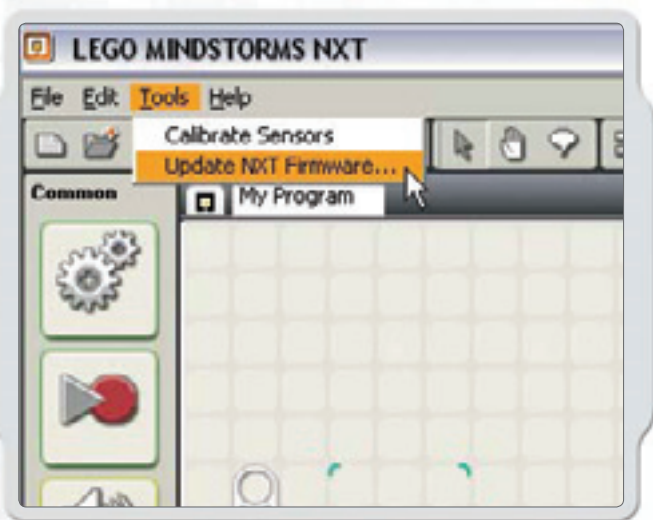 LEGO MINDSTORMS NXT
File Edit Tools Help
Calibrate Sensors
Update NXT Firmware...
Common
My Program